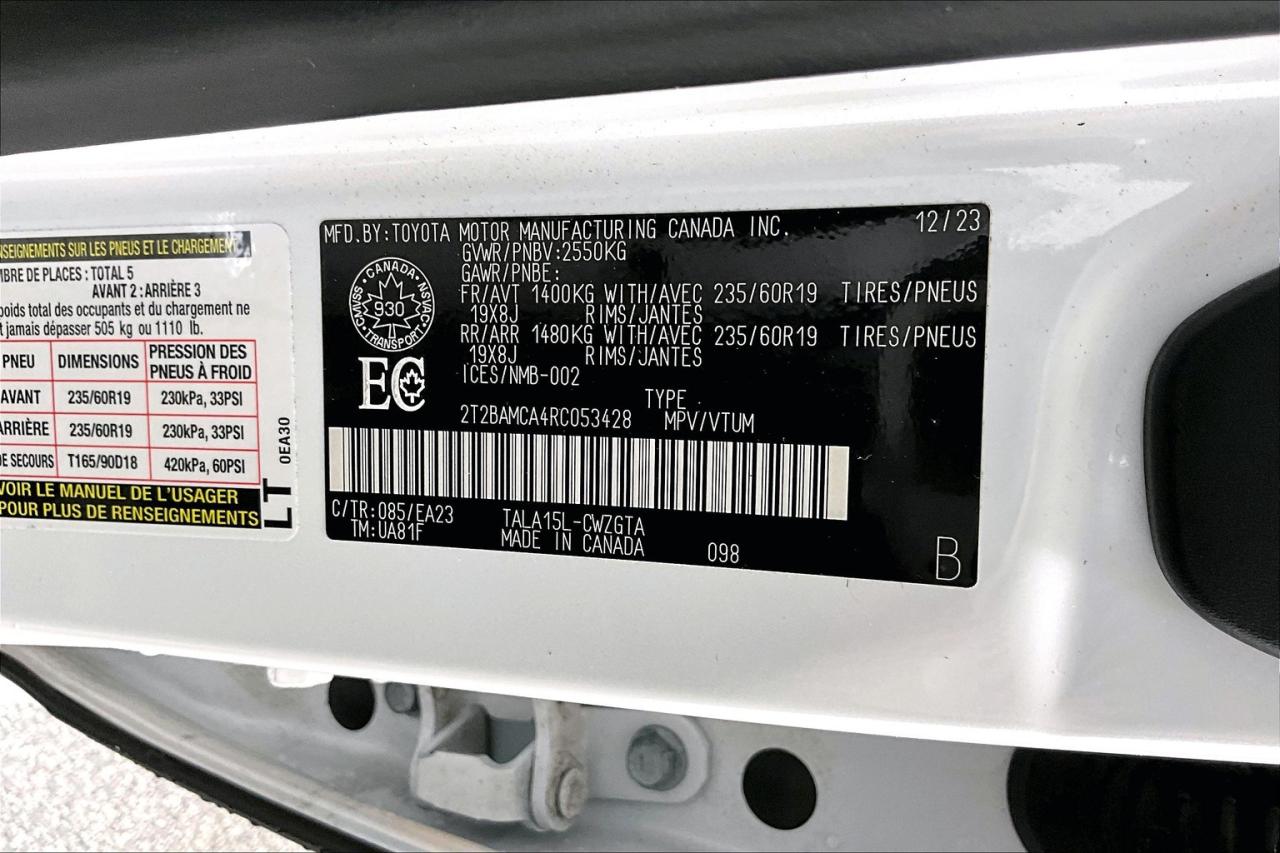 ENSEIGNEMENTS SUR LES PNEUS ET LE CHARGEMENT
MBRE DE PLACES : TOTAL 5
AVANT 2 : ARRIÈRE 3
poids total des occupants et du chargement ne
t jamais dépasser 505 kg ou 1110 lb.
PNEU DIMENSIONS PRESSION DES PNEUS À FROID
AVANT 235/60R19 230kPa, 33PSI
ARRIÈRE 235/60R19 230kPa, 33PSI
DE SECOURS T165/90D18 420kPa, 60PSI
VOIR LE MANUEL DE L'USAGER
POUR PLUS DE RENSEIGNEMENTS
0EA30
LT
MFD.BY:TOYOTA MOTOR MANUFACTURING CANADA INC. 12/23
GVWR/PNBV:2550KG
GAWR/PNBE:
FR/AVT 1400KG WITH/AVEC 235/60R19 TIRES/PNEUS
19X8J RIMS/JANTES
RR/ARR 1480KG WITH/AVEC 235/60R19 TIRES/PNEUS
19X8J RIMS/JANTES
ICES/NMB-002
CANADA
CMVSS 930 NSVAC
TRANSPORT
EC
TYPE
2T2BAMCA4RC053428 MPV/VTUM
C/TR:085/EA23 TALA15L-CWZGTA
TM:UA81F MADE IN CANADA 098
B